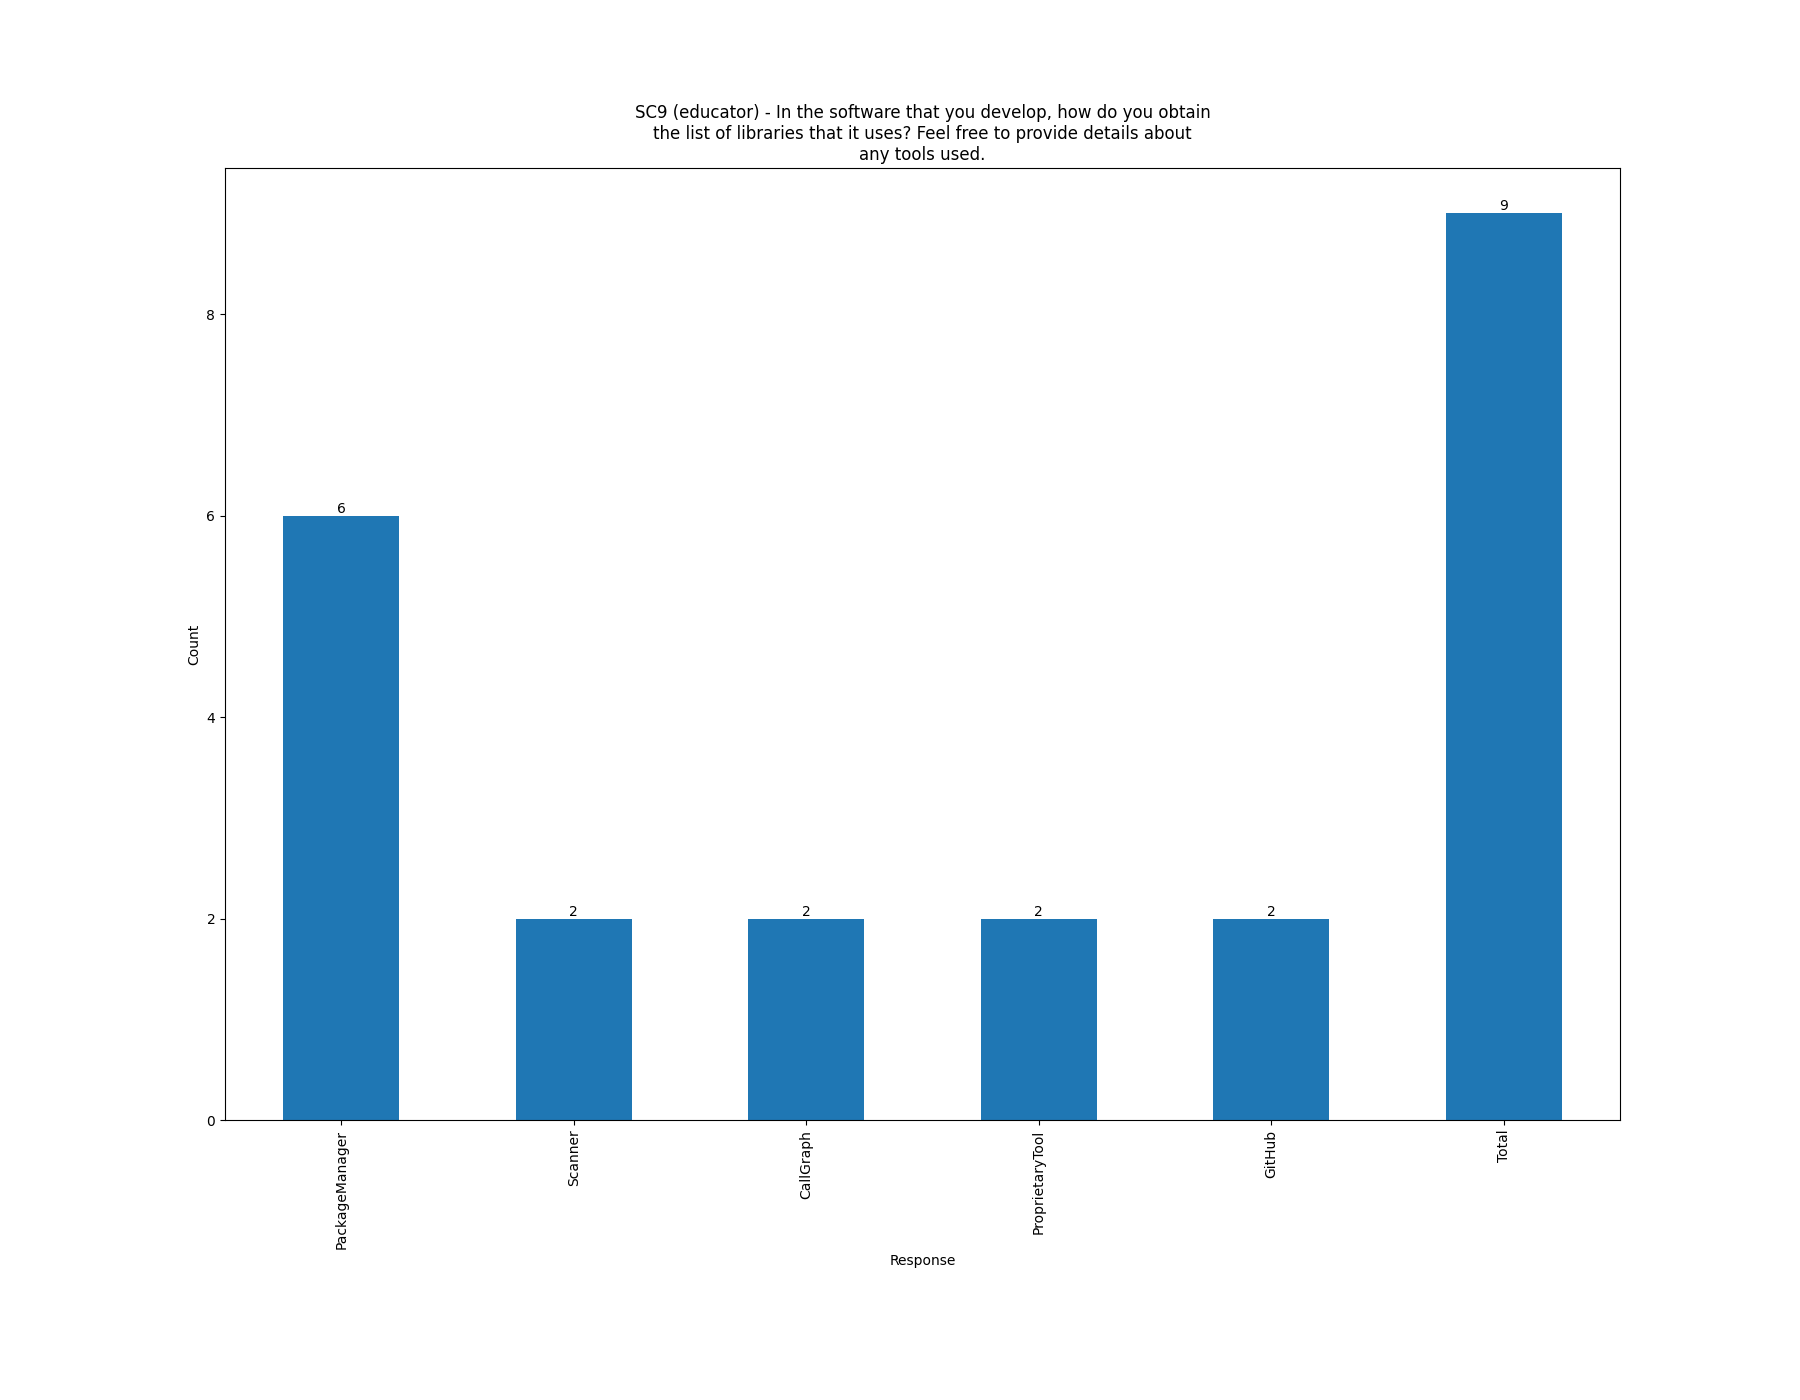 SC9 (educator) - In the software that you develop, how do you obtain
the list of libraries that it uses? Feel free to provide details about
any tools used.
9
8
6
6
Count
4
2
2
2
2
2
0
PackageManager
Scanner
CallGraph
ProprietaryTool
GitHub
Total
Response